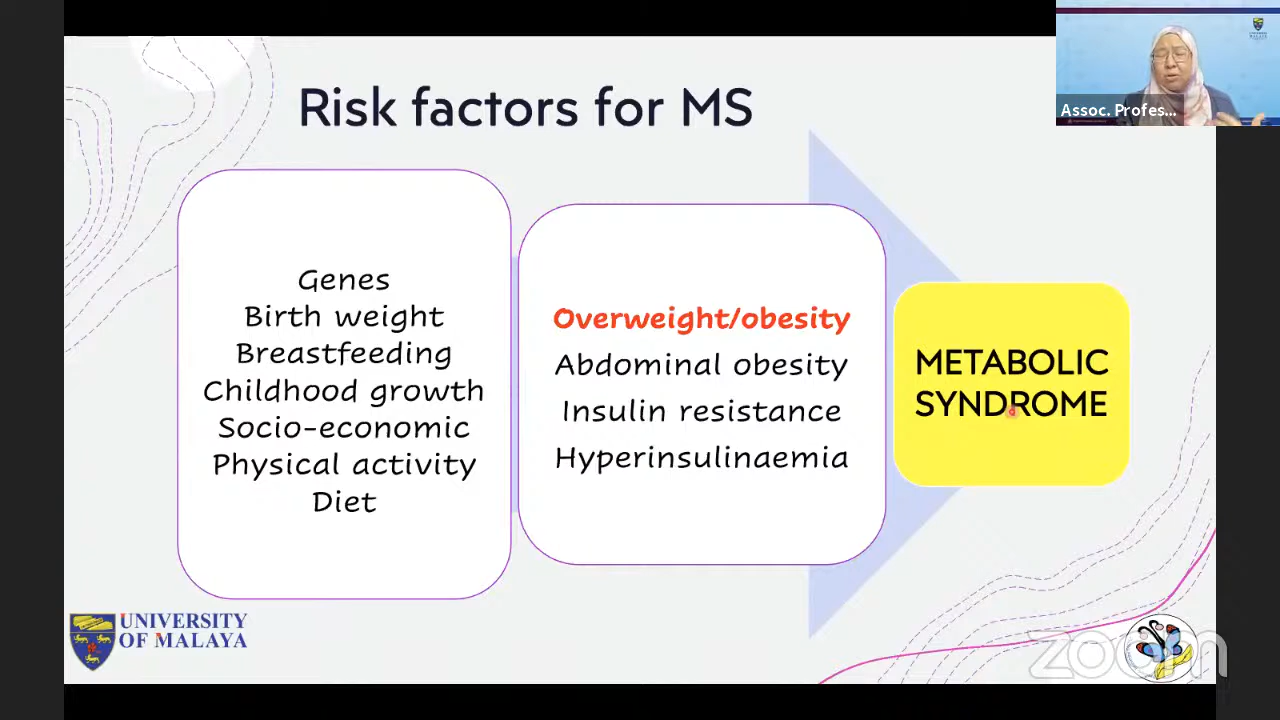 Risk factors for MS
Assoc. Profes...
Genes
Birth weight
Breastfeeding
Childhood growth
Socio-economic
Physical activity
Diet
Overweight/obesity
Abdominal obesity
Insulin resistance
Hyperinsulinaemia
METABOLIC
SYNDROME
UNIVERSITY
OF MALAYA
zoom